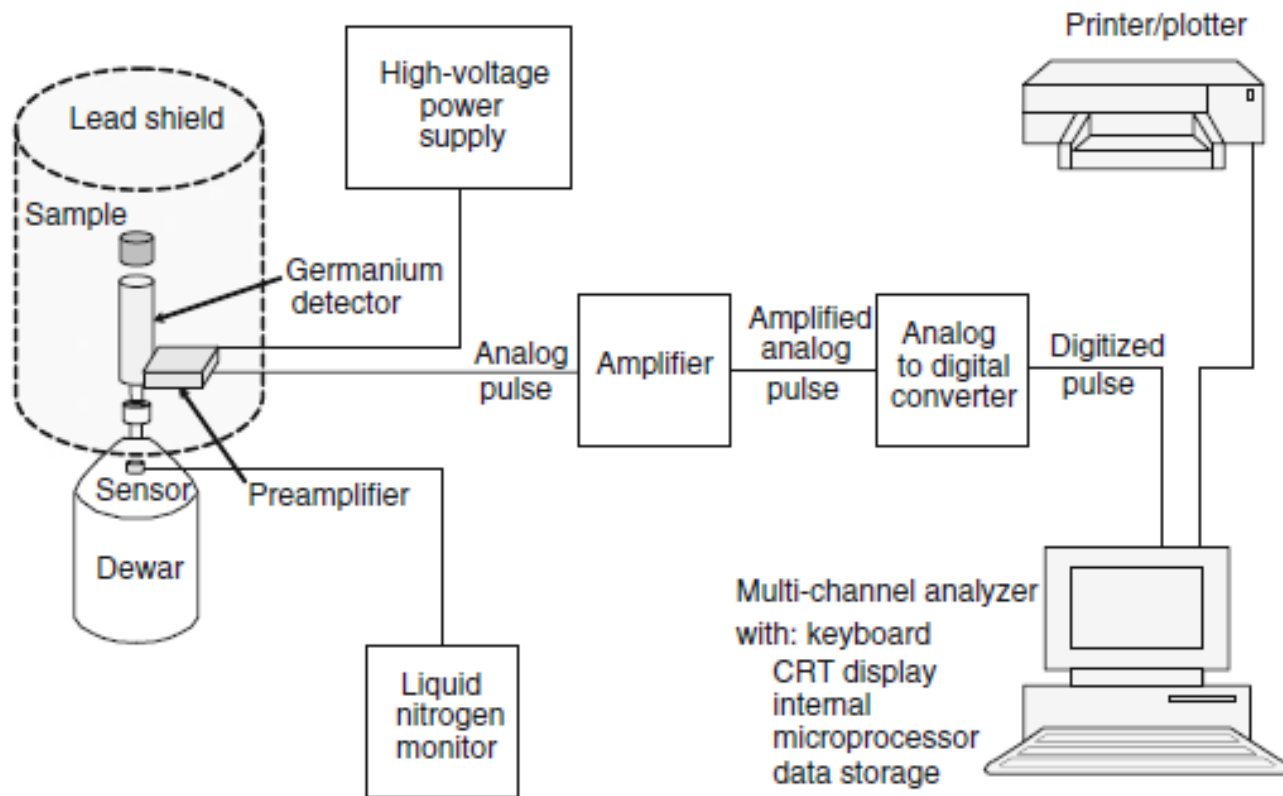 Printer/plotter
High-voltage
power
supply
Lead shield
Sample
Germanium
detector
Analog
pulse
Amplifier
Amplified
analog
pulse
Analog
to digital
converter
Digitized
pulse
Sensor
Preamplifier
Dewar
Liquid
nitrogen
monitor
Multi-channel analyzer
with: keyboard
CRT display
internal
microprocessor
data storage